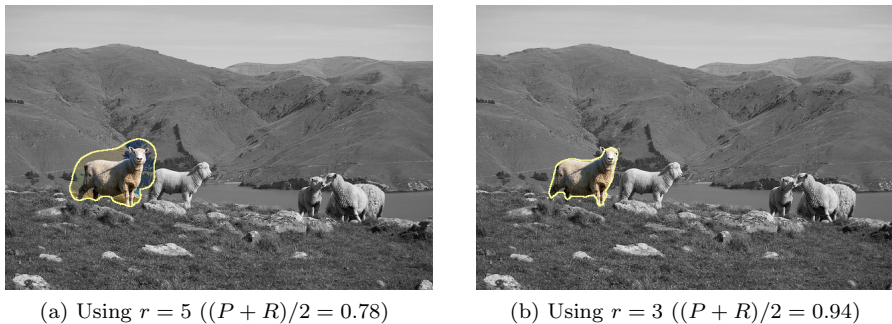 (a) Using r = 5 ((P + R)/2 = 0.78)
(b) Using r = 3 ((P + R)/2 = 0.94)